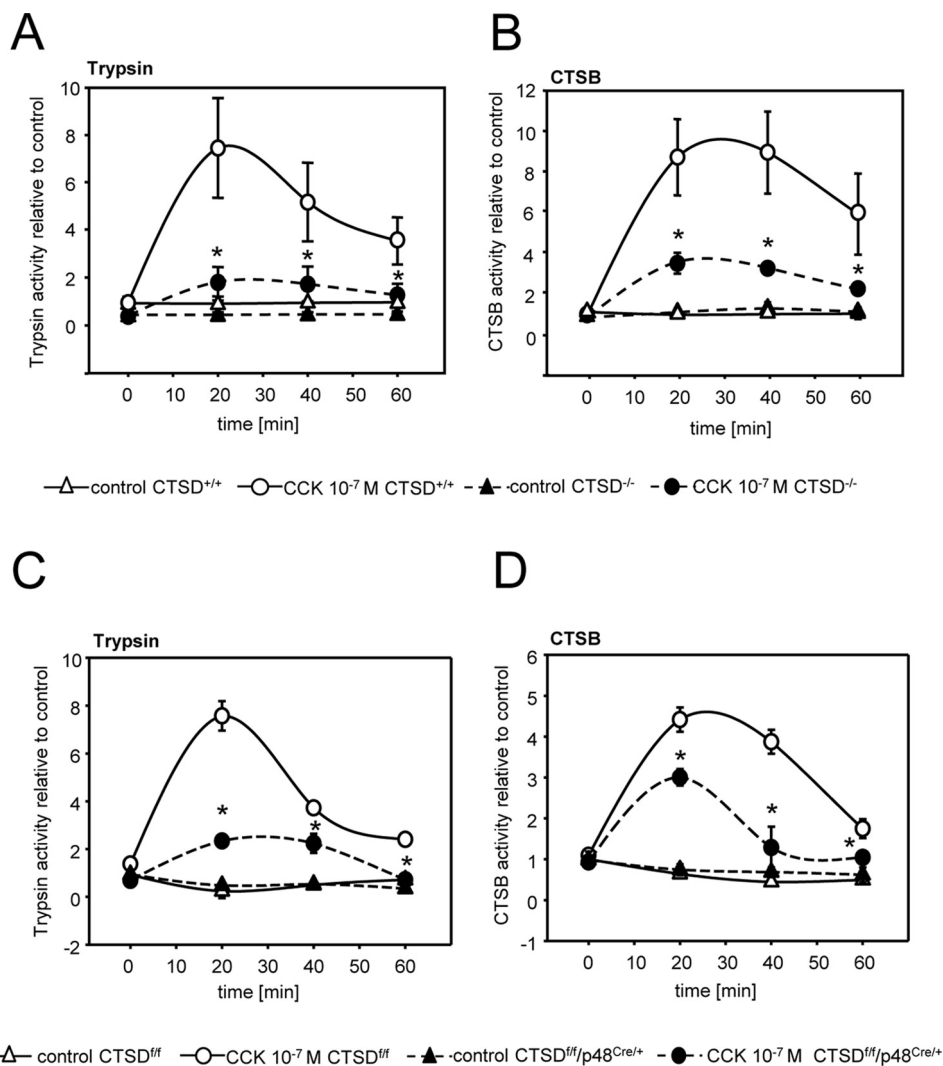 A
B
Trypsin
CTSB
Trypsin activity relative to control
10
8
6
4
2
0
0 10 20 30 40 50 60
time [min]
*
*
*
CTSB activity relative to control
12
10
8
6
4
2
0
0 10 20 30 40 50 60
time [min]
*
*
*
control CTSD+/+ CCK 10-7 M CTSD+/+ control CTSD-/- CCK 10-7 M CTSD-/-
C
D
Trypsin
CTSB
Trypsin activity relative to control
10
8
6
4
2
0
-2
0 10 20 30 40 50 60
time [min]
*
*
*
CTSB activity relative to control
6
5
4
3
2
1
0
-1
0 10 20 30 40 50 60
time [min]
*
*
*
control CTSDf/f CCK 10-7 M CTSDf/f control CTSDf/f/p48Cre/+ CCK 10-7 M CTSDf/f/p48Cre/+